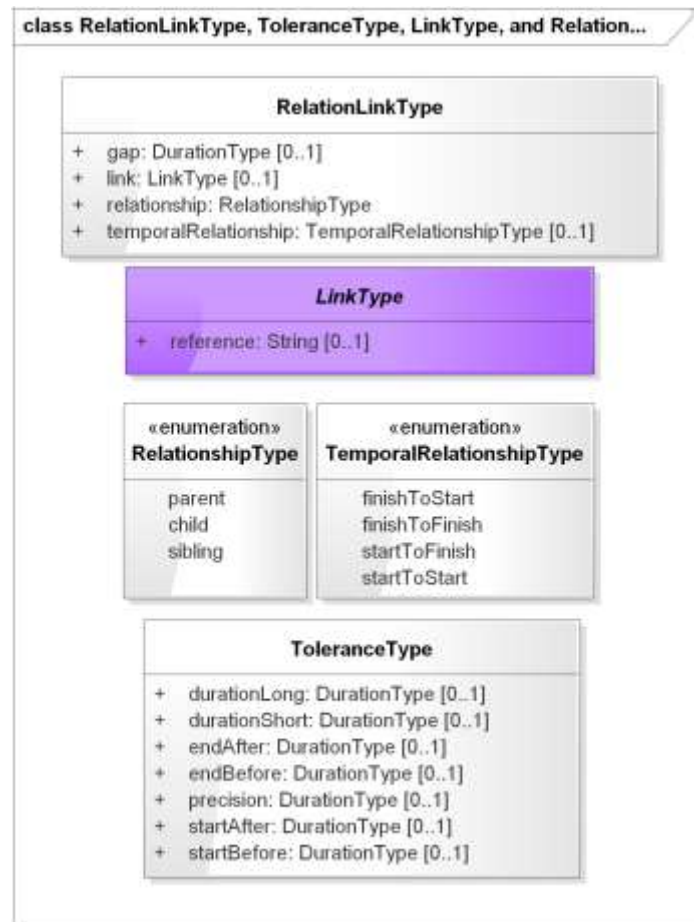 class RelationLinkType, ToleranceType, LinkType, and Relation...
RelationLinkType
+ gap: DurationType [0..1]
+ link: LinkType [0..1]
+ relationship: RelationshipType
+ temporalRelationship: TemporalRelationshipType [0..1]
LinkType
+ reference: String [0..1]
«enumeration»
RelationshipType
parent
child
sibling
«enumeration»
TemporalRelationshipType
finishToStart
finishToFinish
startToFinish
startToStart
ToleranceType
+ durationLong: DurationType [0..1]
+ durationShort: DurationType [0..1]
+ endAfter: DurationType [0..1]
+ endBefore: DurationType [0..1]
+ precision: DurationType [0..1]
+ startAfter: DurationType [0..1]
+ startBefore: DurationType [0..1]